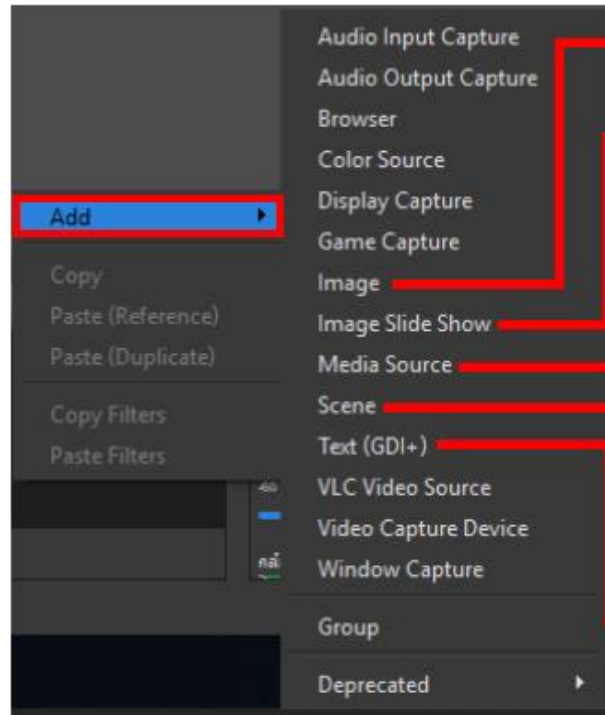 Add
Copy
Paste (Reference)
Paste (Duplicate)
Copy Filters
Paste Filters
-60
Audio Input Capture
Audio Output Capture
Browser
Color Source
Display Capture
Game Capture
Image
Image Slide Show
Media Source
Scene
Text (GDI+)
VLC Video Source
Video Capture Device
Window Capture
Group
Deprecated